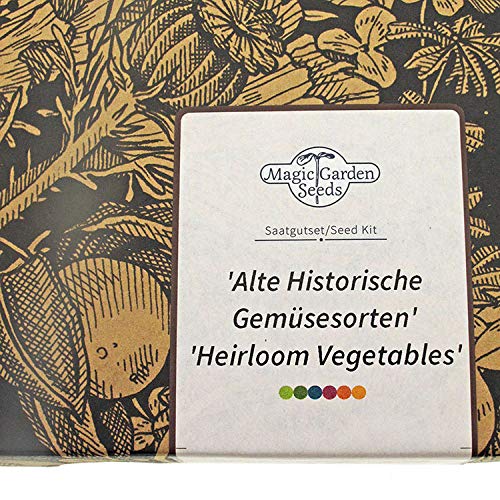 Magic Garden
Seeds
Saatgutset/Seed Kit
'Alte Historische
Gemüsesorten'
'Heirloom Vegetables'